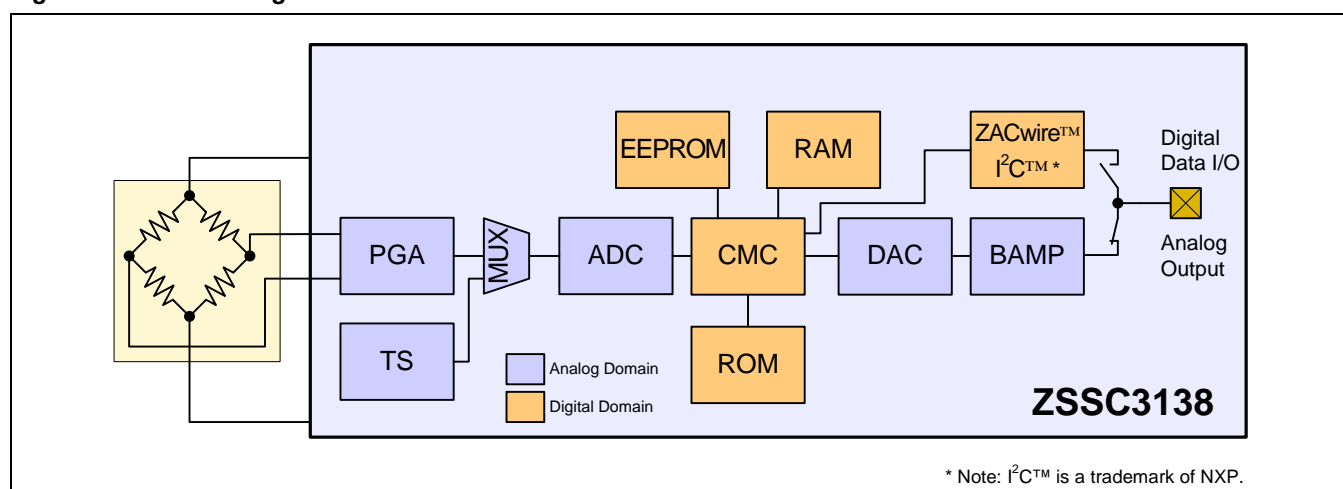 EEPROM
RAM
ZACwire™
I²C™ *
Digital
Data I/O
PGA
MUX
ADC
CMC
DAC
BAMP
Analog
Output
TS
Analog Domain
Digital Domain
ROM
ZSSC3138
* Note: I²C™ is a trademark of NXP.